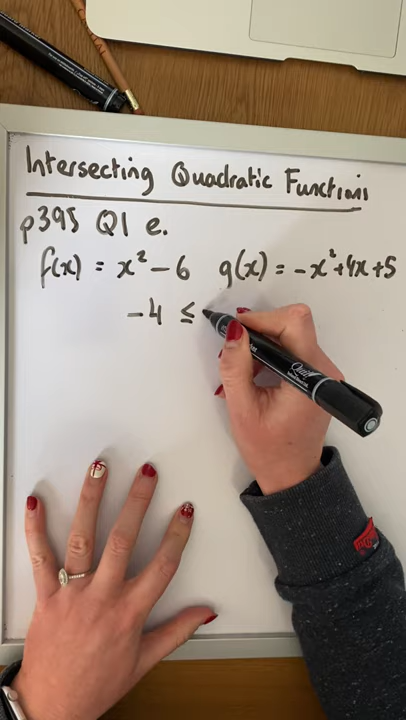 Intersecting Quadratic Functions
p395 Q1 e.
f(x) = x² - 6 g(x) = -x²+4x+5
-4 ≤